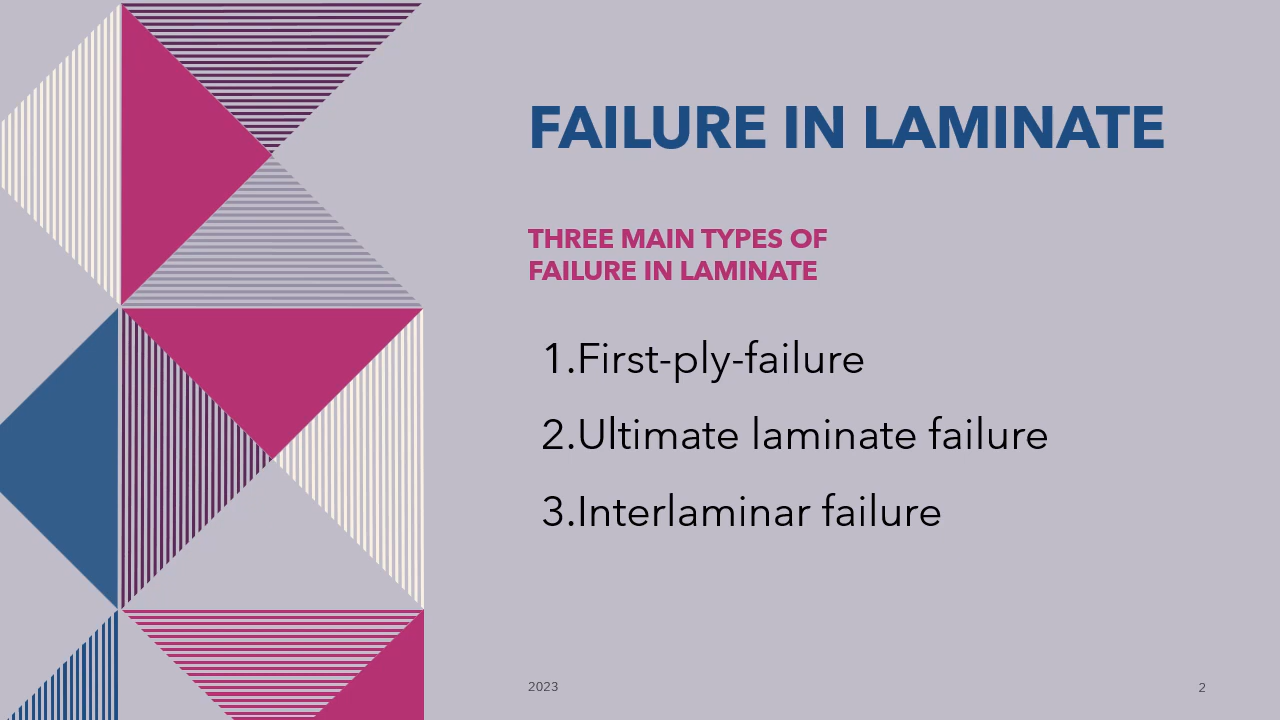 FAILURE IN LAMINATE
THREE MAIN TYPES OF
FAILURE IN LAMINATE
1.First-ply-failure
2.Ultimate laminate failure
3.Interlaminar failure
2023
2